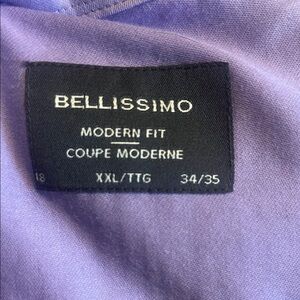 BELLISSIMO
MODERN FIT
COUPE MODERNE
18 XXL/TTG 34/35